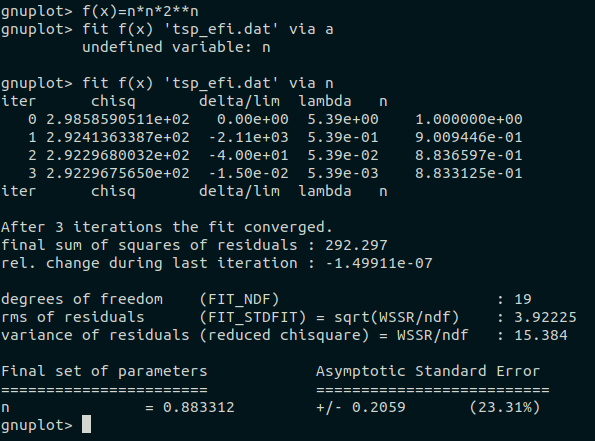 gnuplot> f(x)=n*n*2**n
gnuplot> fit f(x) 'tsp_efi.dat' via a
         undefined variable: n
gnuplot> fit f(x) 'tsp_efi.dat' via n
iter      chisq       delta/lim  lambda   n
   0 2.9858590511e+02   0.00e+00  5.39e+00    1.000000e+00
   1 2.9241363387e+02  -2.11e+03  5.39e-01    9.009446e-01
   2 2.9229680032e+02  -4.00e+01  5.39e-02    8.836597e-01
   3 2.9229675650e+02  -1.50e-02  5.39e-03    8.833125e-01
iter      chisq       delta/lim  lambda   n
After 3 iterations the fit converged.
final sum of squares of residuals : 292.297
rel. change during last iteration : -1.49911e-07
degrees of freedom    (FIT_NDF)                        : 19
rms of residuals      (FIT_STDFIT) = sqrt(WSSR/ndf)    : 3.92225
variance of residuals (reduced chisquare) = WSSR/ndf   : 15.384
Final set of parameters            Asymptotic Standard Error
=======================            ==========================
n               = 0.883312         +/- 0.2059       (23.31%)
gnuplot>